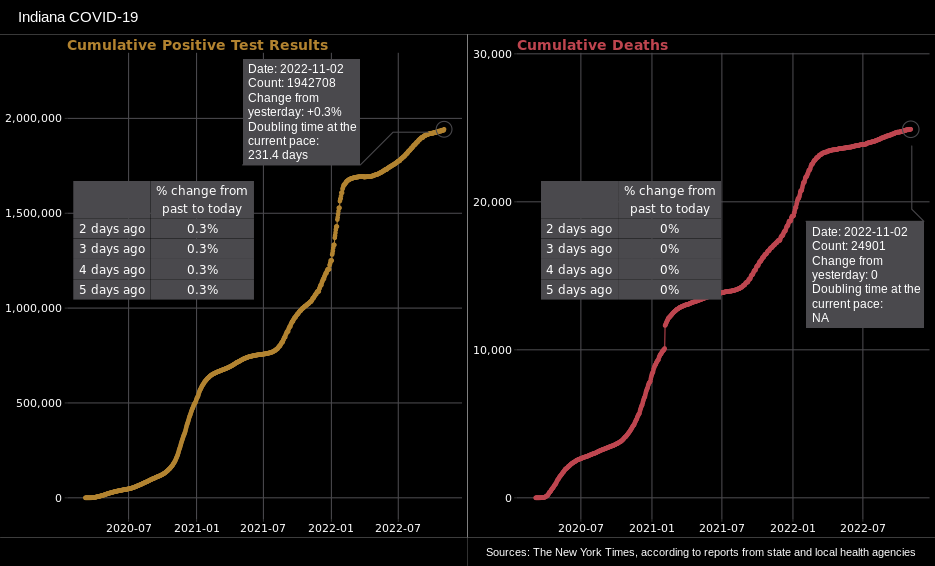 Indiana COVID-19
Cumulative Positive Test Results
Date: 2022-11-02
Count: 1942708
Change from
yesterday: +0.3%
Doubling time at the
current pace:
231.4 days
2,000,000
1,500,000
1,000,000
500,000
0
% change from
past to today
2 days ago 0.3%
3 days ago 0.3%
4 days ago 0.3%
5 days ago 0.3%
2020-07 2021-01 2021-07 2022-01 2022-07
Cumulative Deaths
30,000
20,000
10,000
0
% change from
past to today
2 days ago 0%
3 days ago 0%
4 days ago 0%
5 days ago 0%
Date: 2022-11-02
Count: 24901
Change from
yesterday: 0
Doubling time at the
current pace:
NA
2020-07 2021-01 2021-07 2022-01 2022-07
Sources: The New York Times, according to reports from state and local health agencies